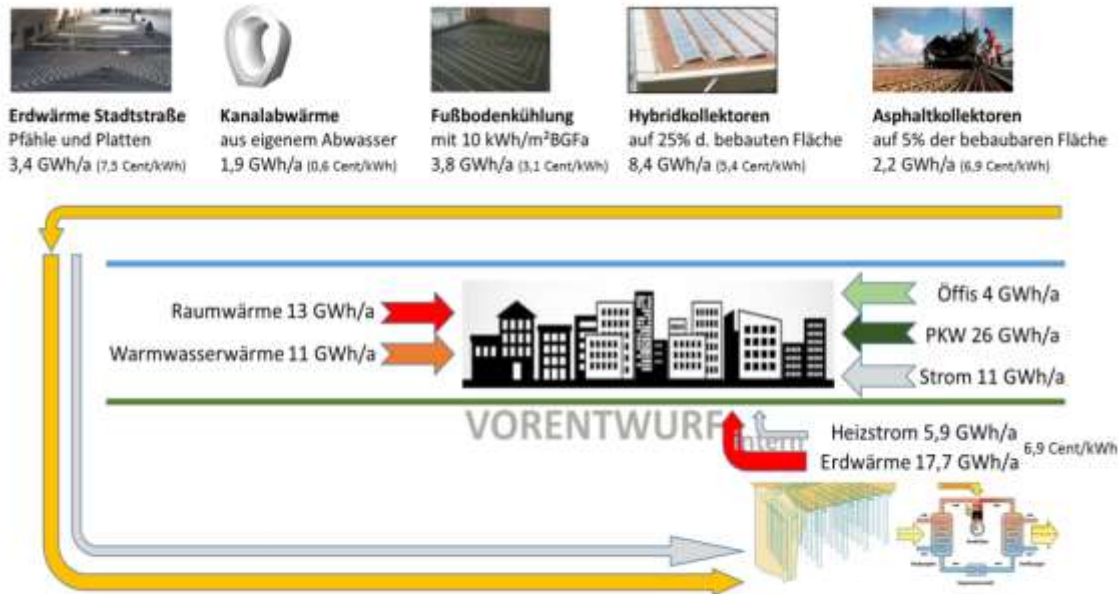 Erdwärme Stadtstraße
Pfähle und Platten
3,4 GWh/a (7,5 Cent/kWh)
Kanalabwärme
aus eigenem Abwasser
1,9 GWh/a (0,6 Cent/kWh)
Fußbodenkühlung
mit 10 kWh/m²BGFa
3,8 GWh/a (3,1 Cent/kWh)
Hybridkollektoren
auf 25% d. bebauten Fläche
8,4 GWh/a (5,4 Cent/kWh)
Asphaltkollektoren
auf 5% der bebaubaren Fläche
2,2 GWh/a (6,9 Cent/kWh)
Raumwärme 13 GWh/a
Warmwasserwärme 11 GWh/a
Öffis 4 GWh/a
PKW 26 GWh/a
Strom 11 GWh/a
VORENTWURF
intern
Heizstrom 5,9 GWh/a
Erdwärme 17,7 GWh/a
6,9 Cent/kWh